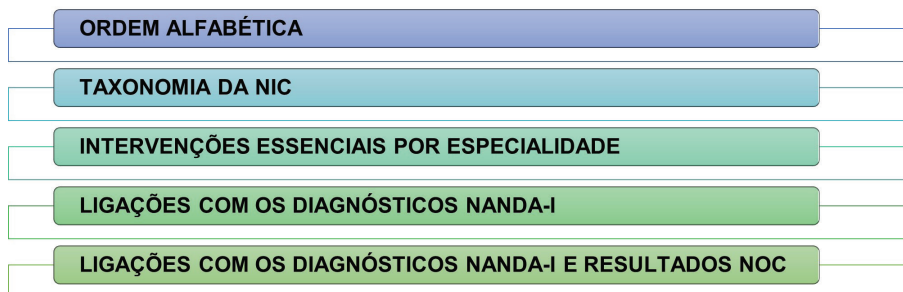 ORDEM ALFABÉTICA
TAXONOMIA DA NIC
INTERVENÇÕES ESSENCIAIS POR ESPECIALIDADE
LIGAÇÕES COM OS DIAGNÓSTICOS NANDA-I
LIGAÇÕES COM OS DIAGNÓSTICOS NANDA-I E RESULTADOS NOC